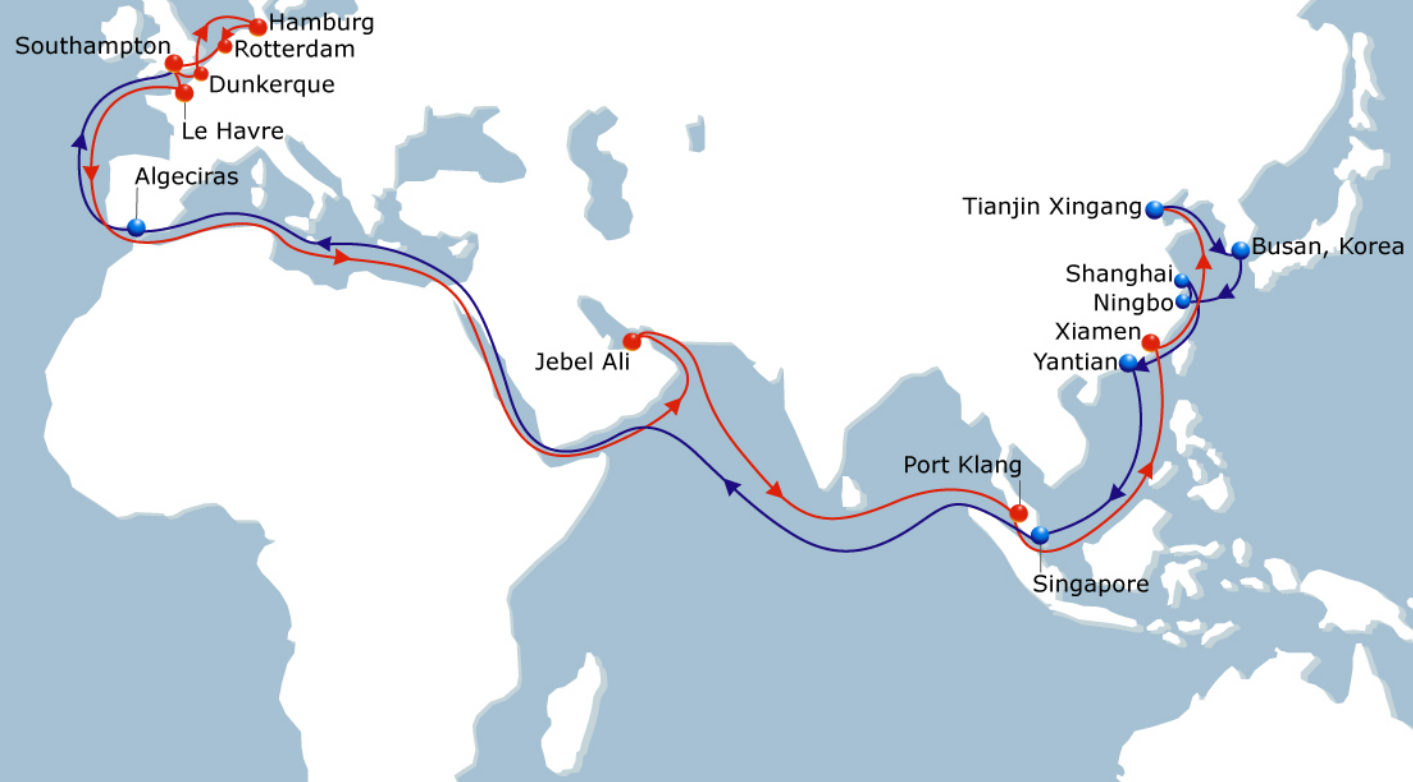 Hamburg
Southampton
Rotterdam
Dunkerque
Le Havre
Algeciras
Tianjin Xingang
Busan, Korea
Shanghai
Ningbo
Xiamen
Jebel Ali
Yantian
Port Klang
Singapore